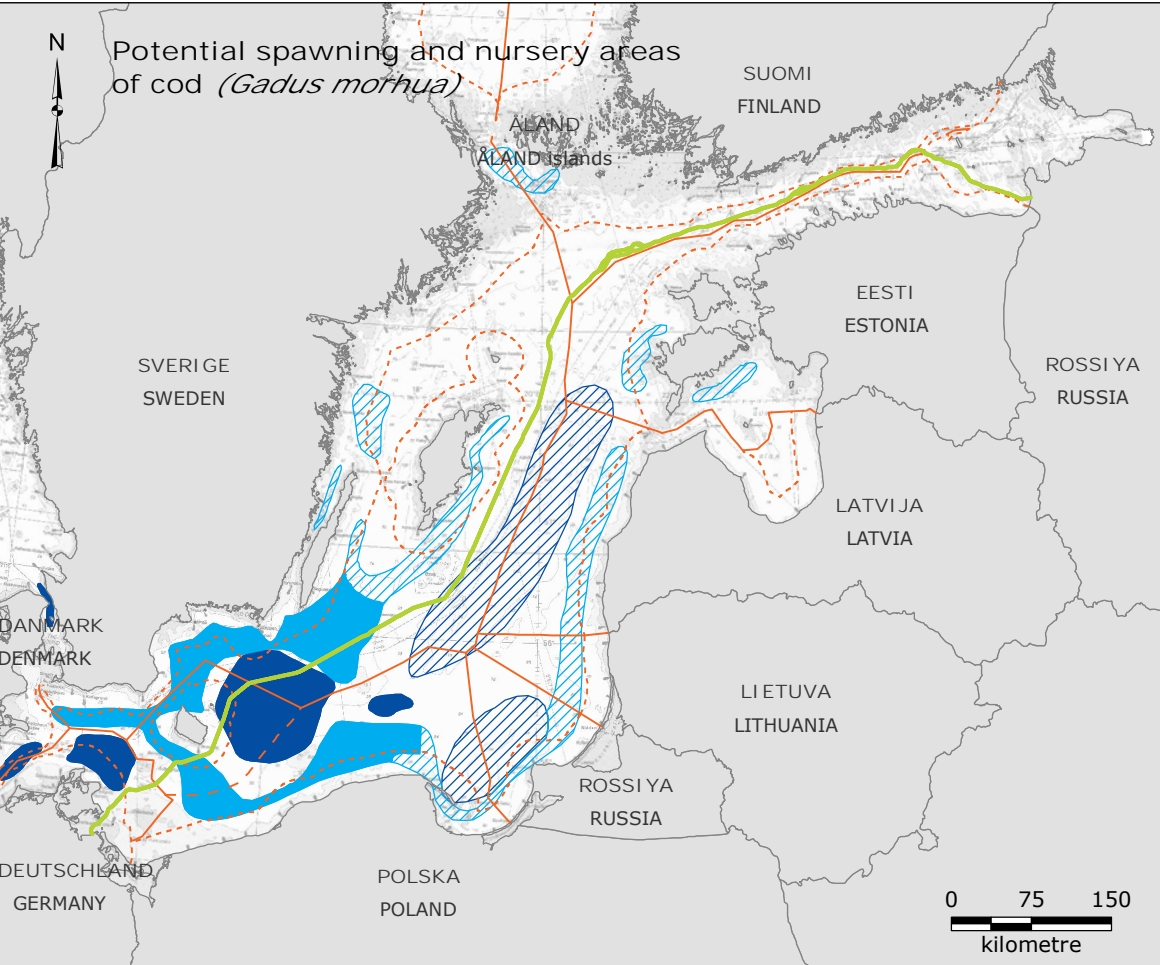 N
Potential spawning and nursery areas
of cod (Gadus morhua)
SUOMI
FINLAND
ÅLAND
ÅLAND islands
EESTI
ESTONIA
SVERIGE
SWEDEN
ROSSIYA
RUSSIA
LATVIJA
LATVIA
DANMARK
DENMARK
LIETUVA
LITHUANIA
ROSSIYA
RUSSIA
DEUTSCHLAND
GERMANY
POLSKA
POLAND
0 75 150
kilometre